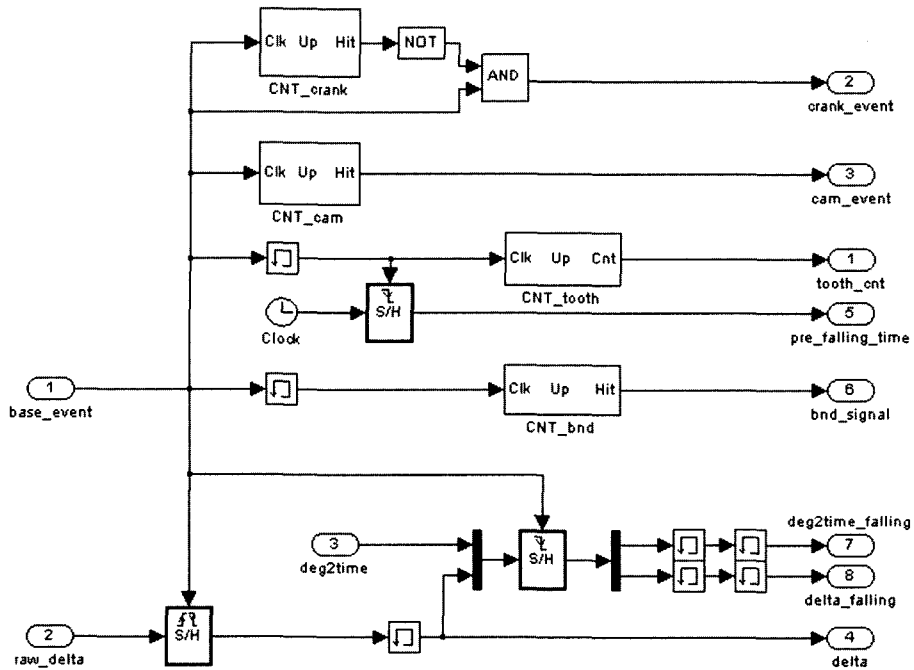 Clk Up Hit
CNT_crank
NOT
AND
2
crank_event
Clk Up Hit
CNT_cam
3
cam_event
Clk Up Cnt
CNT_tooth
1
tooth_cnt
Clock
S/H
5
pre_falling_time
1
base_event
Clk Up Hit
CNT_bnd
6
bnd_signal
3
deg2time
S/H
deg2time_falling
7
8
delta_falling
2
raw_delta
S/H
4
delta